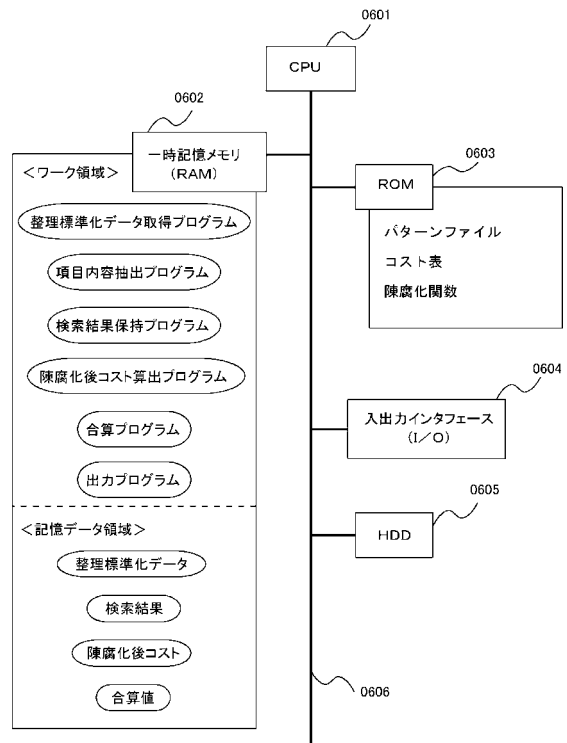 0601
CPU
0602
一時記憶メモリ
(RAM)
<ワーク領域>
整理標準化データ取得プログラム
項目内容抽出プログラム
検索結果保持プログラム
陳腐化後コスト算出プログラム
合算プログラム
出力プログラム
<記憶データ領域>
整理標準化データ
検索結果
陳腐化後コスト
合算値
0603
ROM
パターンファイル
コスト表
陳腐化関数
0604
入出力インタフェース
(I/O)
0605
HDD
0606